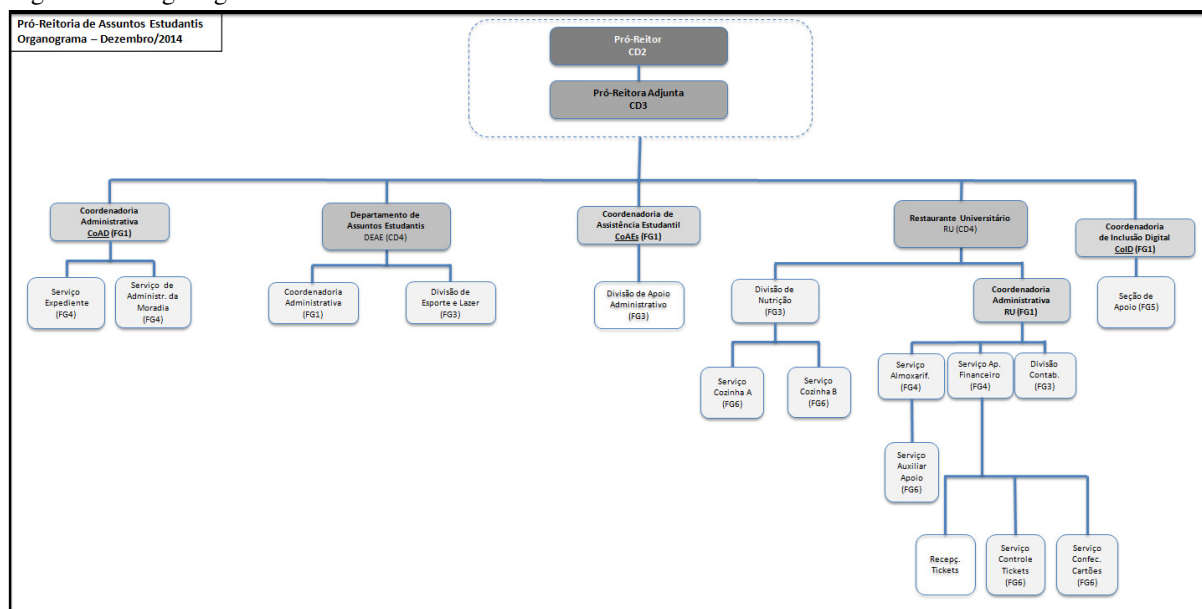 Pró-Reitoria de Assuntos Estudantis
Organograma – Dezembro/2014
Pró-Reitor
CD2
Pró-Reitora Adjunta
CD3
Coordenadoria
Administrativa
CoAD (FG1)
Departamento de
Assuntos Estudantis
DEAE (CD4)
Coordenadoria de
Assistência Estudantil
CoAEs (FG1)
Restaurante Universitário
RU (CD4)
Coordenadoria
de Inclusão Digital
CoID (FG1)
Serviço
Expediente
(FG4)
Serviço de
Administr. da
Moradia
(FG4)
Coordenadoria
Administrativa
(FG1)
Divisão de
Esporte e Lazer
(FG3)
Divisão de Apoio
Administrativo
(FG3)
Divisão de
Nutrição
(FG3)
Coordenadoria
Administrativa
RU (FG1)
Seção de
Apoio (FG5)
Serviço
Cozinha A
(FG6)
Serviço
Cozinha B
(FG6)
Serviço
Almoxarif.
(FG4)
Serviço Ap.
Financeiro
(FG4)
Divisão
Contab.
(FG3)
Serviço
Auxiliar
Apoio
(FG6)
Recepç.
Tickets
Serviço
Controle
Tickets
(FG6)
Serviço
Confec.
Cartões
(FG6)